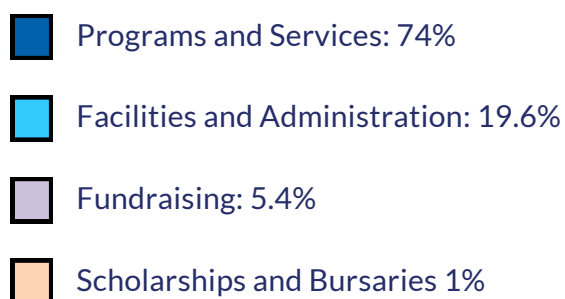 Programs and Services: 74%
Facilities and Administration: 19.6%
Fundraising: 5.4%
Scholarships and Bursaries 1%